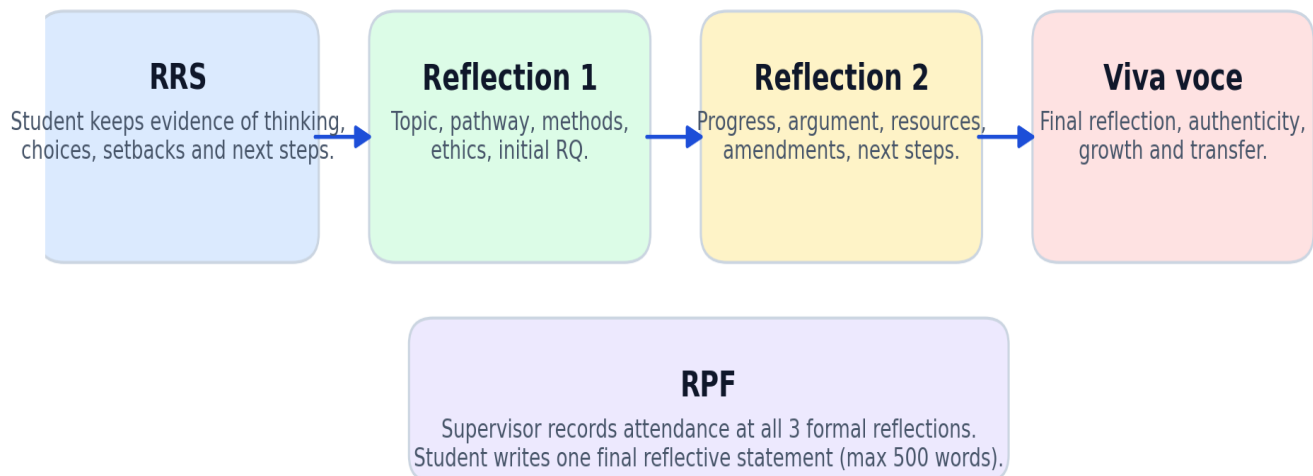 RRS
Student keeps evidence of thinking,
choices, setbacks and next steps.
Reflection 1
Topic, pathway, methods,
ethics, initial RQ.
Reflection 2
Progress, argument, resources,
amendments, next steps.
Viva voce
Final reflection, authenticity,
growth and transfer.
RPF
Supervisor records attendance at all 3 formal reflections.
Student writes one final reflective statement (max 500 words).